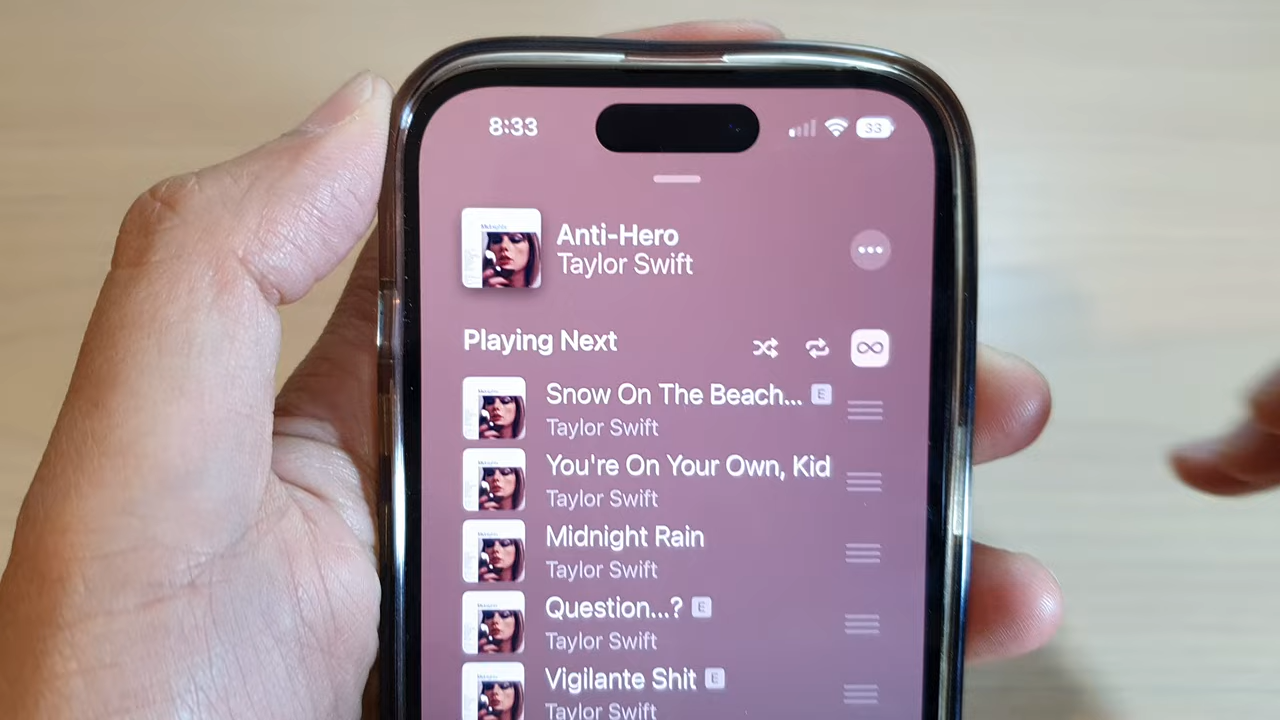 8:33
33
Midnights
Anti-Hero
Taylor Swift
Playing Next
Snow On The Beach... E
Taylor Swift
You're On Your Own, Kid
Taylor Swift
Midnight Rain
Taylor Swift
Question...? E
Taylor Swift
Vigilante Shit E
Taylor Swift